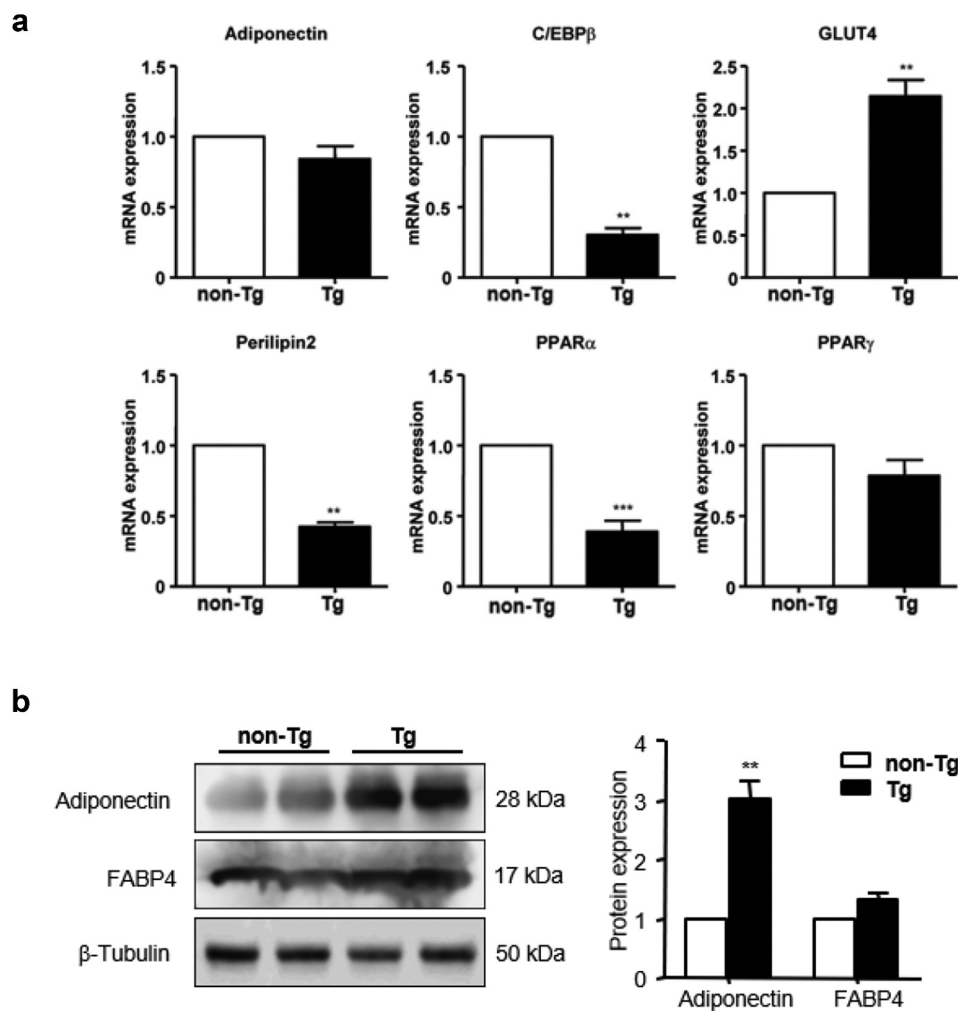 a
Adiponectin
mRNA expression
1.5
1.0
0.5
0
non-Tg Tg
C/EBPβ
mRNA expression
1.5
1.0
0.5
0
**
non-Tg Tg
GLUT4
mRNA expression
2.5
2.0
1.5
1.0
0.5
0
**
non-Tg Tg
Perilipin2
mRNA expression
1.5
1.0
0.5
0
**
non-Tg Tg
PPARα
mRNA expression
1.5
1.0
0.5
0
***
non-Tg Tg
PPARγ
mRNA expression
1.5
1.0
0.5
0
non-Tg Tg
b
non-Tg Tg
Adiponectin 28 kDa
FABP4 17 kDa
β-Tubulin 50 kDa
Protein expression
4
3
2
1
0
**
non-Tg
Tg
Adiponectin FABP4